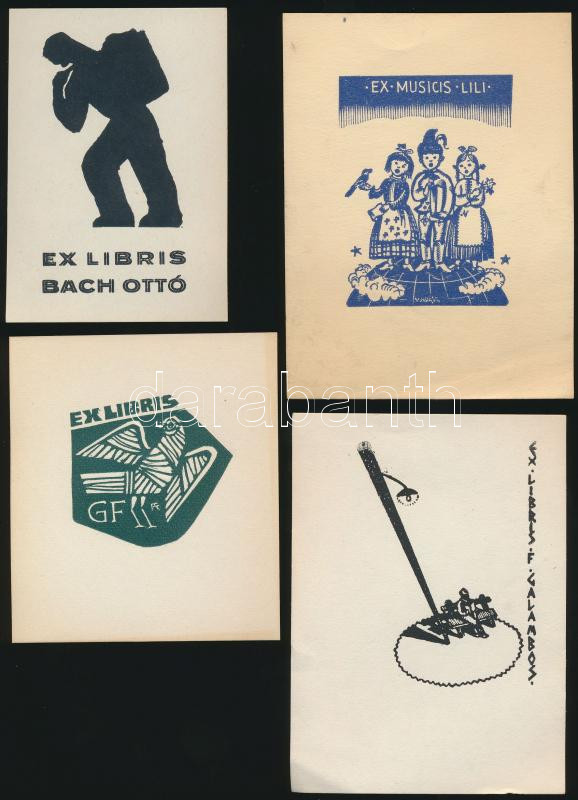 EX LIBRIS
BACH OTTÓ
· EX · MUSICIS · LILI ·
EX LIBRIS
GF
EX · LIBRIS · F · GALAMBOS ·
darabanth